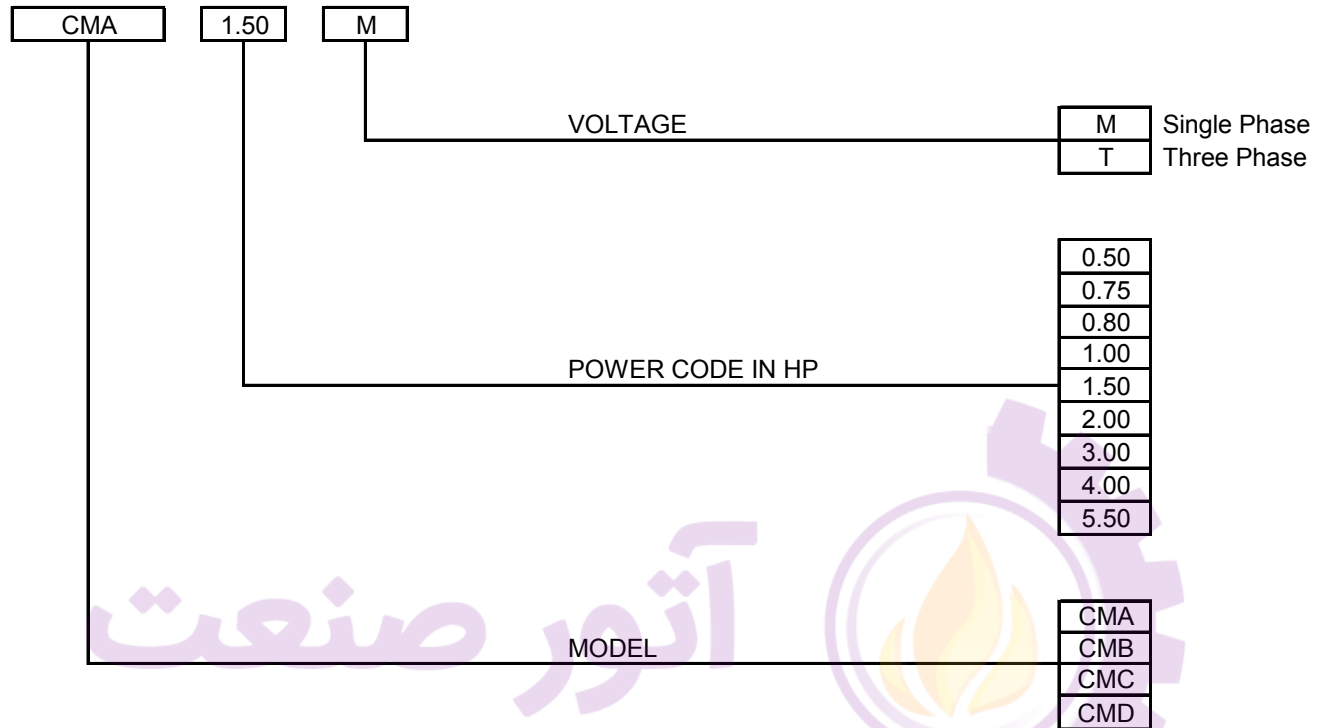 CMA 1.50 M
VOLTAGE M Single Phase
T Three Phase
0.50
0.75
0.80
1.00
POWER CODE IN HP
1.50
2.00
3.00
4.00
5.50
آتور صنعت
CMA
MODEL CMB
CMC
CMD